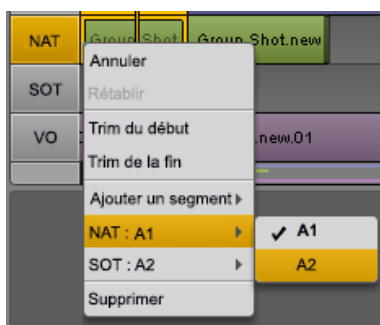 NAT
Group Shot
Group Shot.new
SOT
VO
.new.01
Annuler
Rétablir
Trim du début
Trim de la fin
Ajouter un segment
NAT : A1
SOT : A2
Supprimer
✓ A1
A2